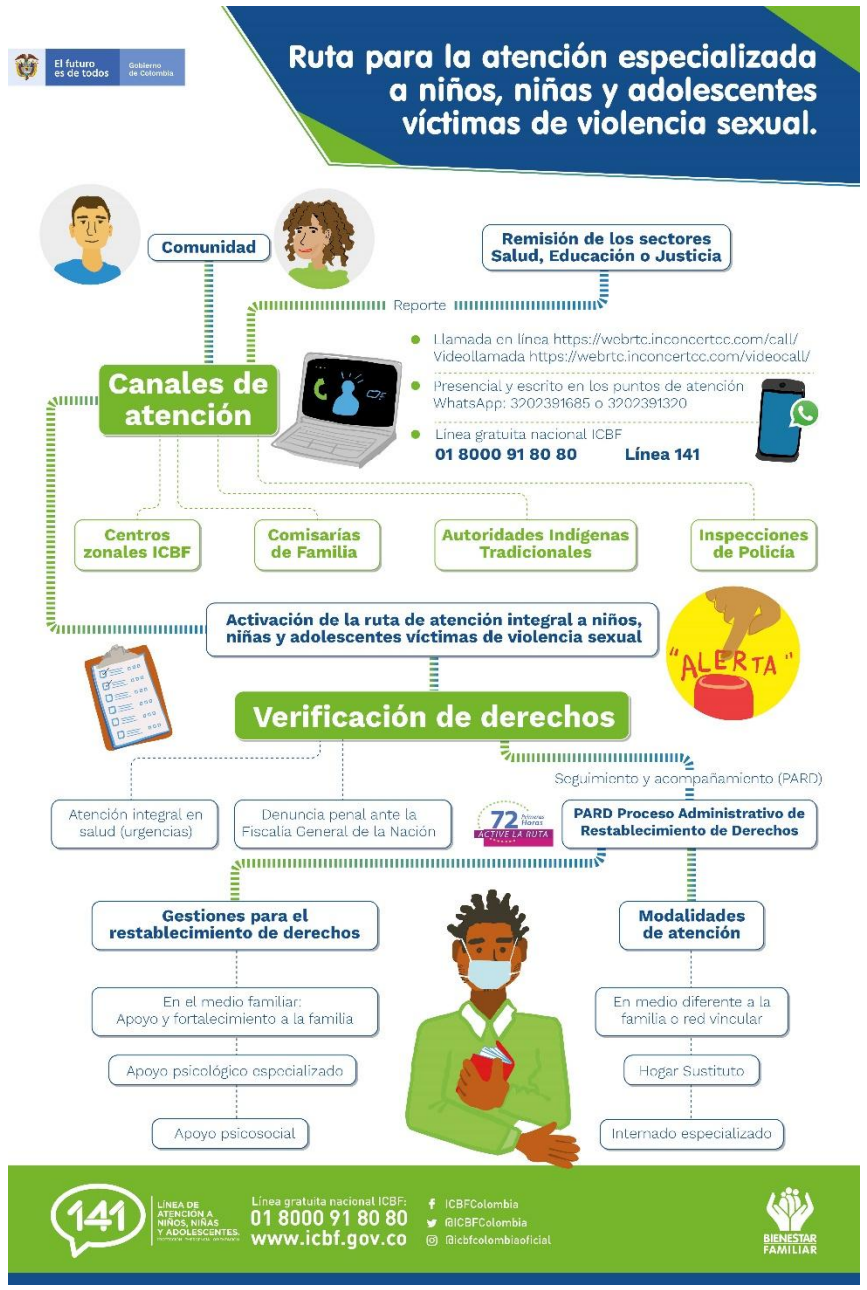 El futuro
es de todos
Gobierno
de Colombia
Ruta para la atención especializada
a niños, niñas y adolescentes
víctimas de violencia sexual.
Comunidad
Remisión de los sectores
Salud, Educación o Justicia
Reporte
Llamada en línea https://webrtc.inconcertcc.com/call/
Videollamada https://webrtc.inconcertcc.com/videocall/
Canales de
atención
Presencial y escrito en los puntos de atención
WhatsApp: 3202391685 o 3202391320
Línea gratuita nacional ICBF
01 8000 91 80 80 Línea 141
Centros
zonales ICBF
Comisarías
de Familia
Autoridades Indígenas
Tradicionales
Inspecciones
de Policía
Activación de la ruta de atención integral a niños,
niñas y adolescentes víctimas de violencia sexual
"ALERTA"
Verificación de derechos
Seguimiento y acompañamiento (PARD)
Atención integral en
salud (urgencias)
Denuncia penal ante la
Fiscalía General de la Nación
72 Primeras
Horas
ACTIVE LA RUTA
PARD Proceso Administrativo de
Restablecimiento de Derechos
Gestiones para el
restablecimiento de derechos
Modalidades
de atención
En el medio familiar:
Apoyo y fortalecimiento a la familia
En medio diferente a la
familia o red vincular
Apoyo psicológico especializado
Hogar Sustituto
Apoyo psicosocial
Internado especializado
141
LÍNEA DE
ATENCIÓN A
NIÑOS, NIÑAS
Y ADOLESCENTES.
Línea gratuita nacional ICBF:
01 8000 91 80 80
www.icbf.gov.co
ICBFColombia
@ICBFColombia
@icbfcolombiaoficial
BIENESTAR
FAMILIAR